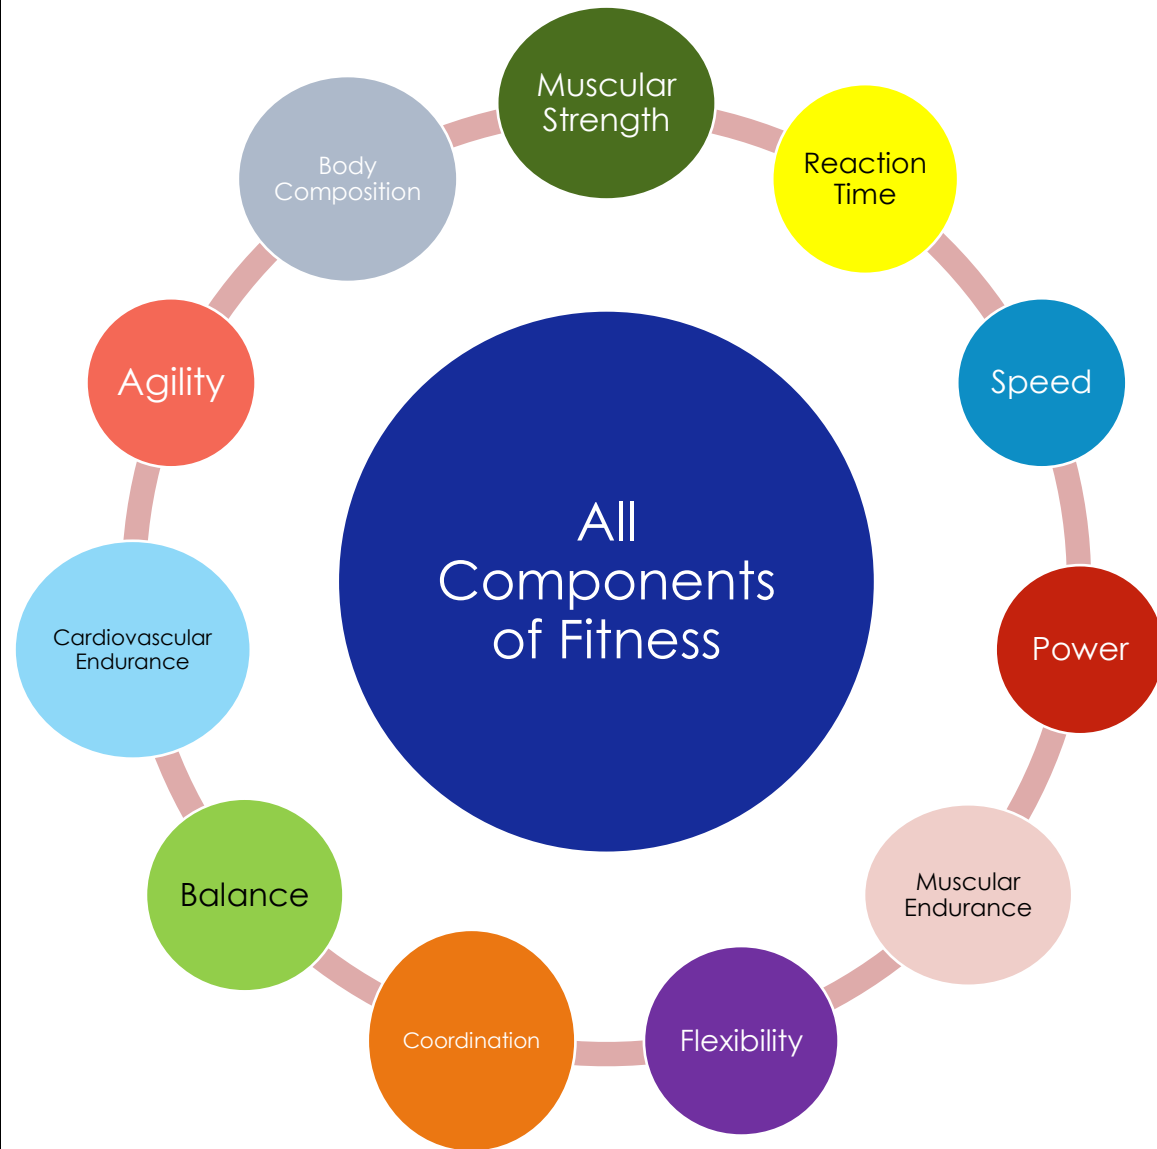 Muscular
Strength
Reaction
Time
Speed
Power
Muscular
Endurance
Flexibility
Coordination
Balance
Cardiovascular
Endurance
Agility
Body
Composition
All
Components
of Fitness